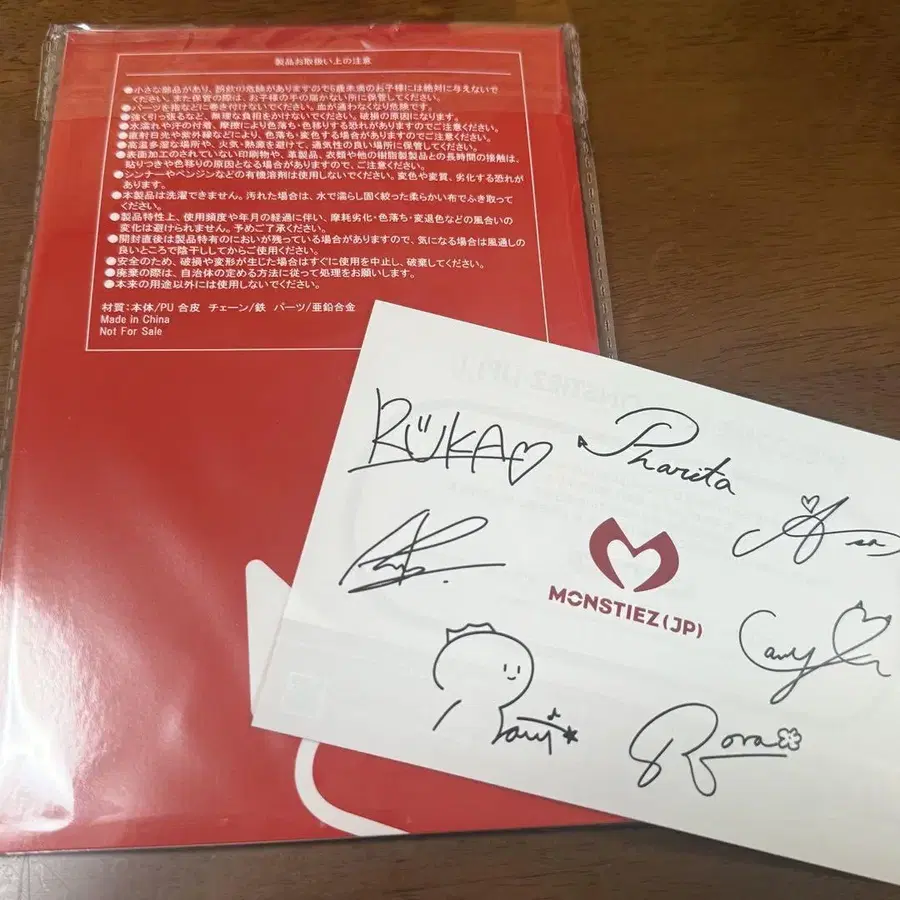 製品お取扱い上の注意
●小さな部品があり、誤飲の危険がありますので6歳未満のお子様には絶対に与えないで
ください。また保管の際は、お子様の手の届かない所に保管してください。
●パーツを指などに巻き付けないでください。血が通わなくなり危険です。
●強く引っ張るなど、無理な負担をかけないでください。破損の原因になります。
●水濡れや汗の付着、摩擦により色落ち・色移りする恐れがありますのでご注意ください。
●直射日光や紫外線などにより、色落ち・変色する場合がありますのでご注意ください。
●高温多湿な場所や、火気・熱源を避けて、通気性の良い場所に保管してください。
●表面加工のされていない印刷物や、革製品、衣類や他の樹脂製製品との長時間の接触は、
貼りつきや色移りの原因となる場合がありますので、ご注意ください。
●シンナーやベンジンなどの有機溶剤は使用しないでください。変色や変質、劣化する恐れが
あります。
●本製品は洗濯できません。汚れた場合は、水で濡らし固く絞った柔らかい布でふき取って
ください。
●製品特性上、使用頻度や年月の経過に伴い、摩耗劣化・色落ち・変退色などの風合いの
変化は避けられません。予めご了承ください。
●開封直後は製品特有のにおいが残っている場合がありますので、気になる場合は風通しの
良いところで陰干ししてからご使用ください。
●安全のため、破損や変形が生じた場合はすぐに使用を中止し、破棄してください。
●廃棄の際は、自治体の定める方法に従って処理をお願いします。
●本来の用途以外には使用しないでください。
材質:本体/PU 合皮 チェーン/鉄 パーツ/亜鉛合金
Made in China
Not For Sale
RUKA
Pharita
Asa
MONSTIEZ(JP)
Rora